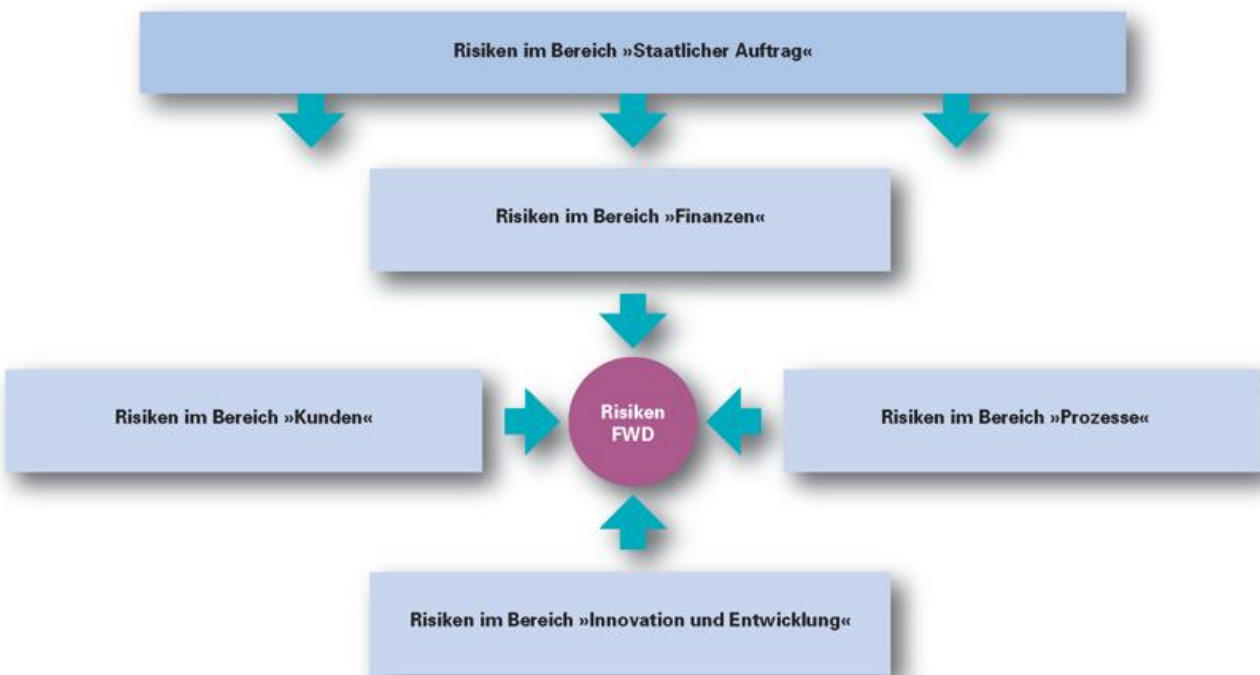 Risiken im Bereich »Staatlicher Auftrag«
Risiken im Bereich »Finanzen«
Risiken im Bereich »Kunden«
Risiken
FWD
Risiken im Bereich »Prozesse«
Risiken im Bereich »Innovation und Entwicklung«